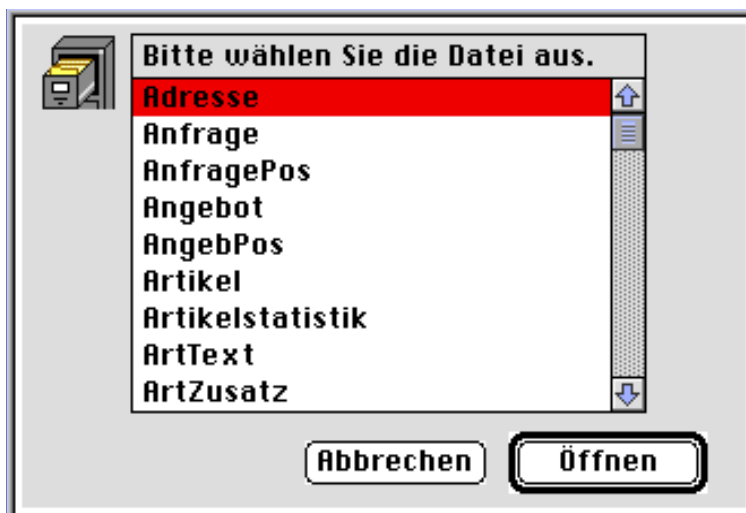 Bitte wählen Sie die Datei aus.
Adresse
Anfrage
AnfragePos
Angebot
AngebPos
Artikel
Artikelstatistik
ArtText
ArtZusatz
Abbrechen Öffnen